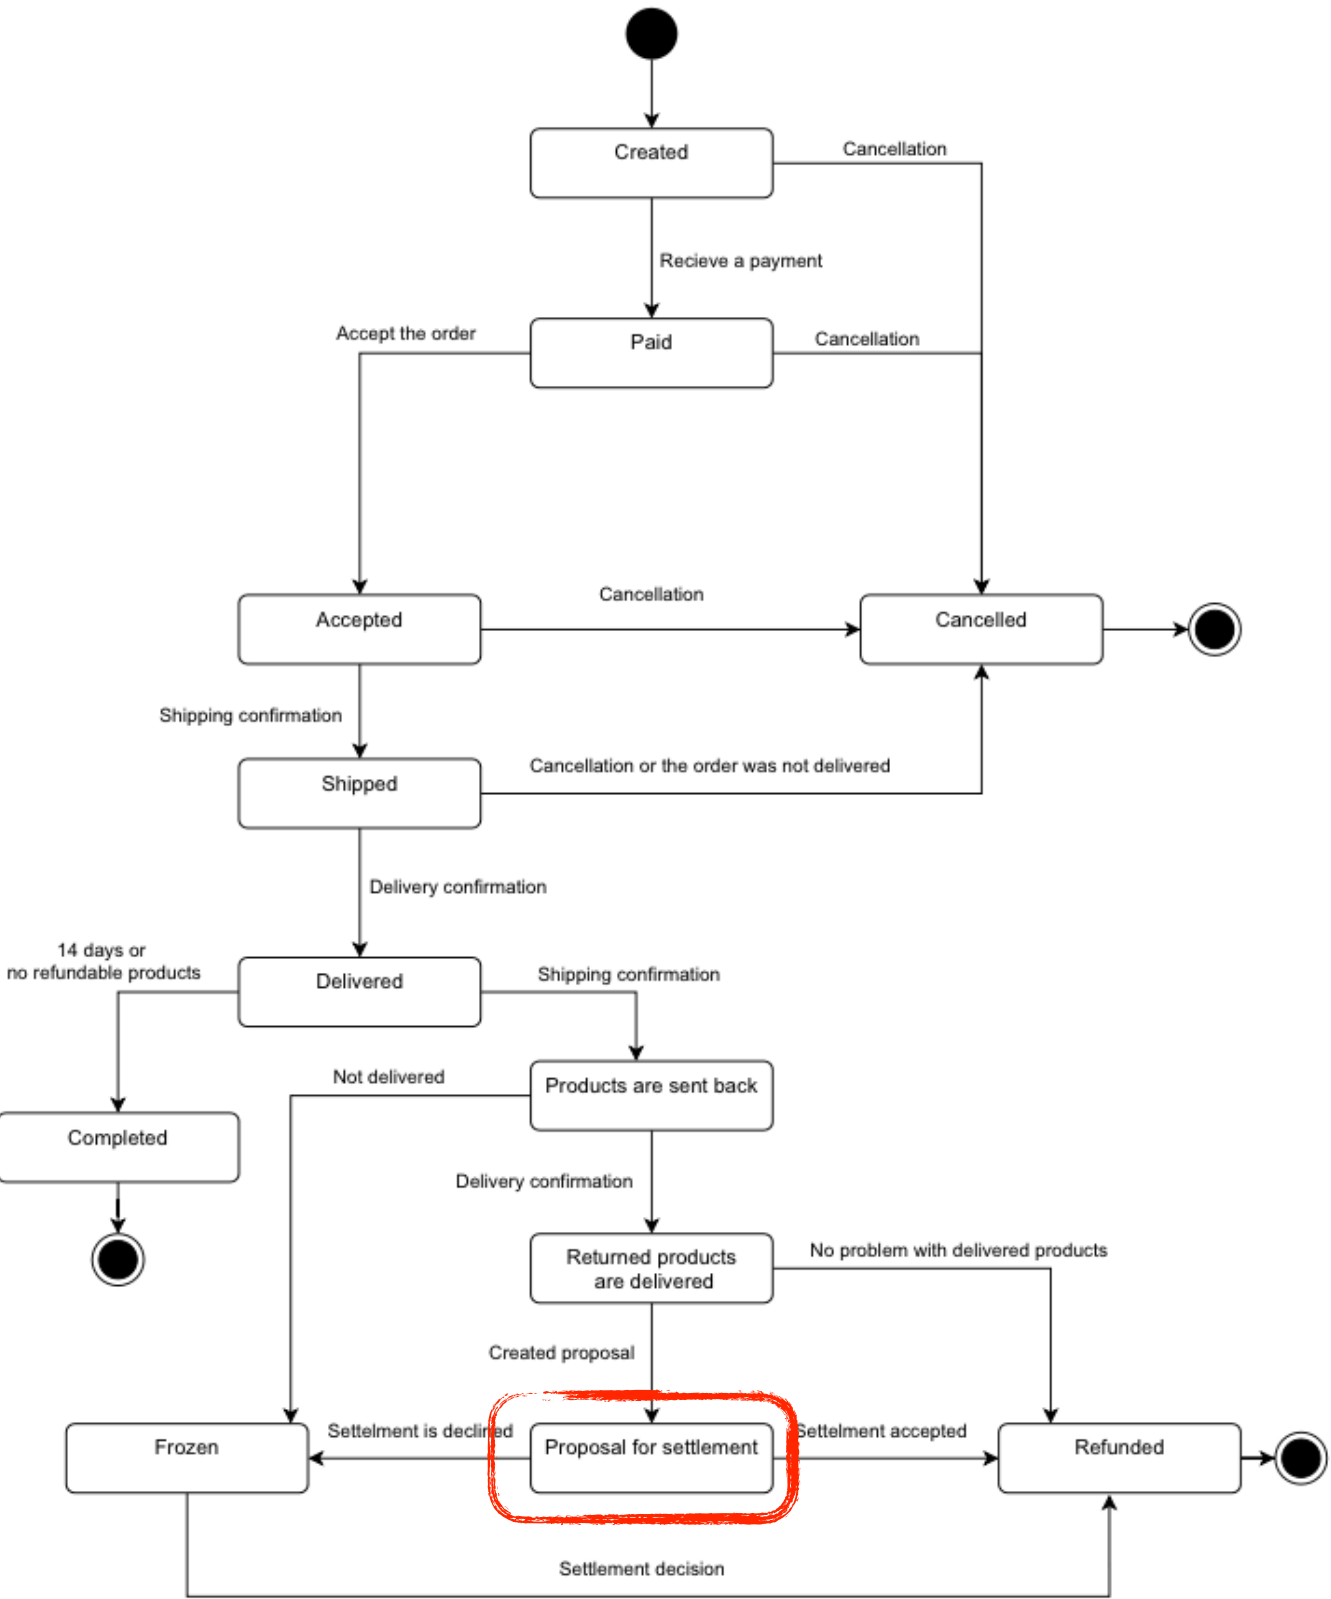 Created
Cancellation
Recieve a payment
Accept the order
Paid
Cancellation
Accepted
Cancellation
Cancelled
Shipping confirmation
Shipped
Cancellation or the order was not delivered
Delivery confirmation
14 days or
no refundable products
Delivered
Shipping confirmation
Not delivered
Products are sent back
Completed
Delivery confirmation
Returned products
are delivered
No problem with delivered products
Created proposal
Frozen
Settelment is declined
Proposal for settlement
Settelment accepted
Refunded
Settlement decision